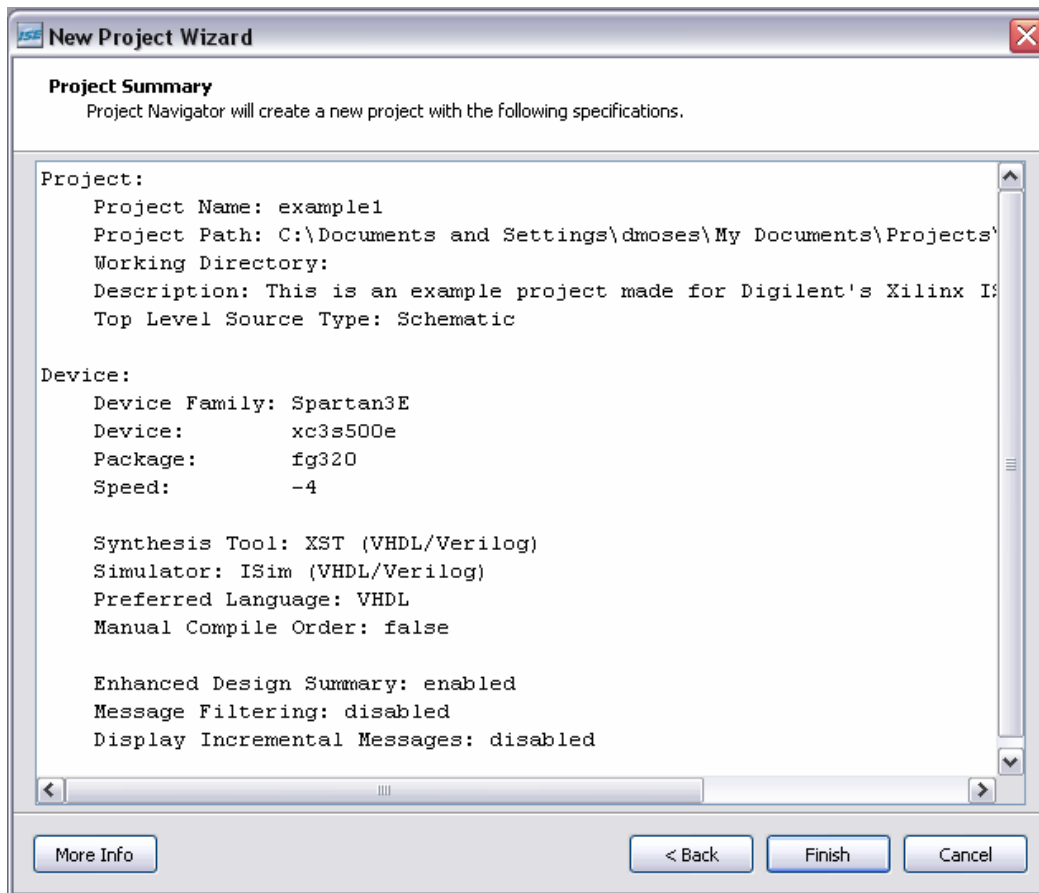 ISE New Project Wizard
Project Summary
Project Navigator will create a new project with the following specifications.
Project:
Project Name: example1
Project Path: C:\Documents and Settings\dmoses\My Documents\Projects\
Working Directory:
Description: This is an example project made for Digilent's Xilinx IS
Top Level Source Type: Schematic
Device:
Device Family: Spartan3E
Device: xc3s500e
Package: fg320
Speed: -4
Synthesis Tool: XST (VHDL/Verilog)
Simulator: ISim (VHDL/Verilog)
Preferred Language: VHDL
Manual Compile Order: false
Enhanced Design Summary: enabled
Message Filtering: disabled
Display Incremental Messages: disabled
More Info < Back Finish Cancel